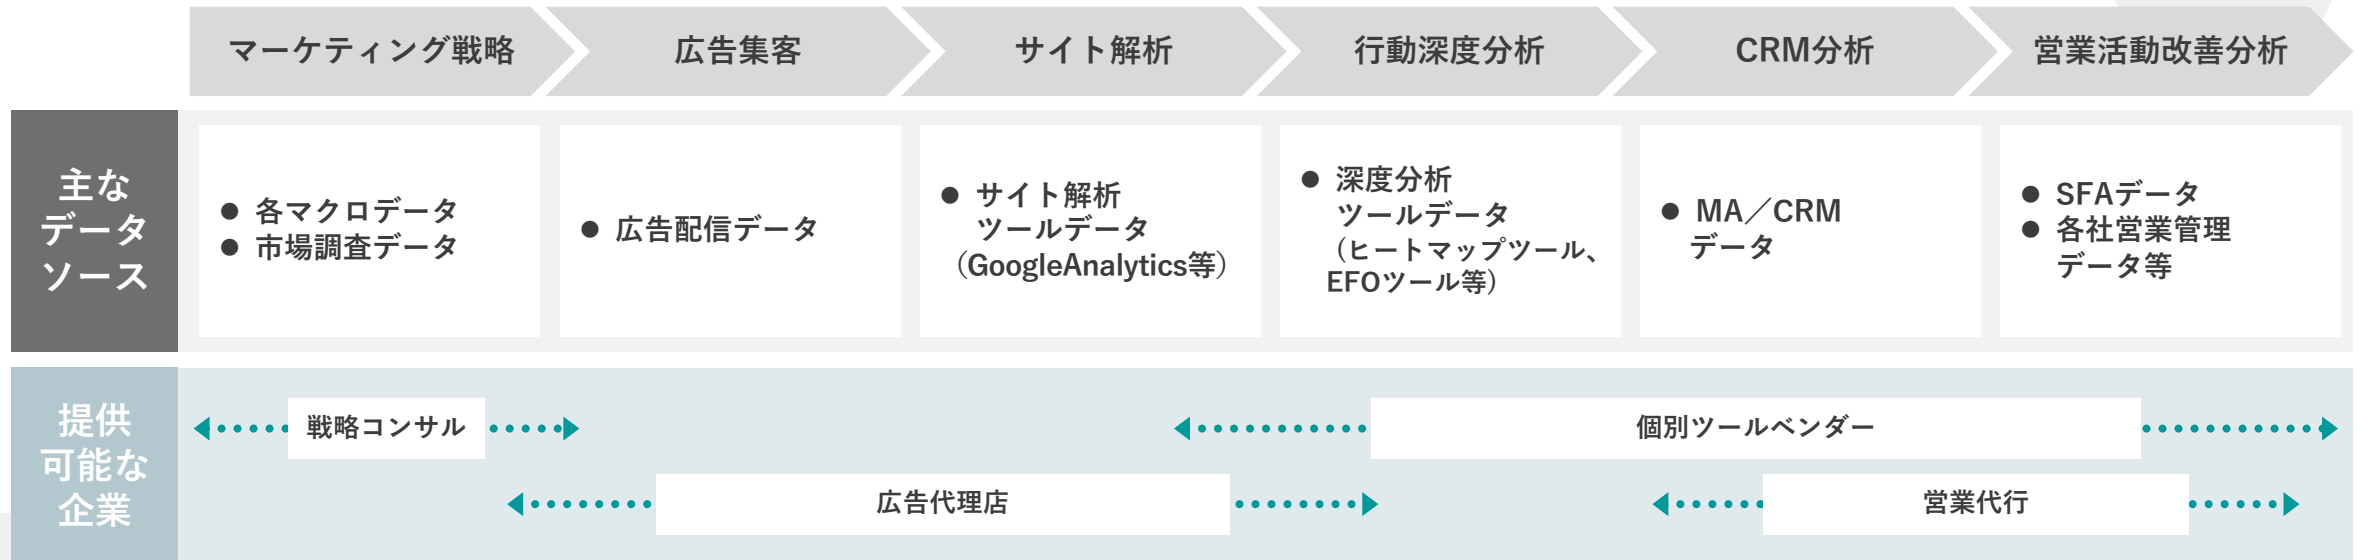 マーケティング戦略
広告集客
サイト解析
行動深度分析
CRM分析
営業活動改善分析
主な
データ
ソース
● 各マクロデータ
● 市場調査データ
● 広告配信データ
● サイト解析
ツールデータ
（GoogleAnalytics等）
● 深度分析
ツールデータ
（ヒートマップツール、
EFOツール等）
● MA／CRM
データ
● SFAデータ
● 各社営業管理
データ等
提供
可能な
企業
戦略コンサル
個別ツールベンダー
広告代理店
営業代行